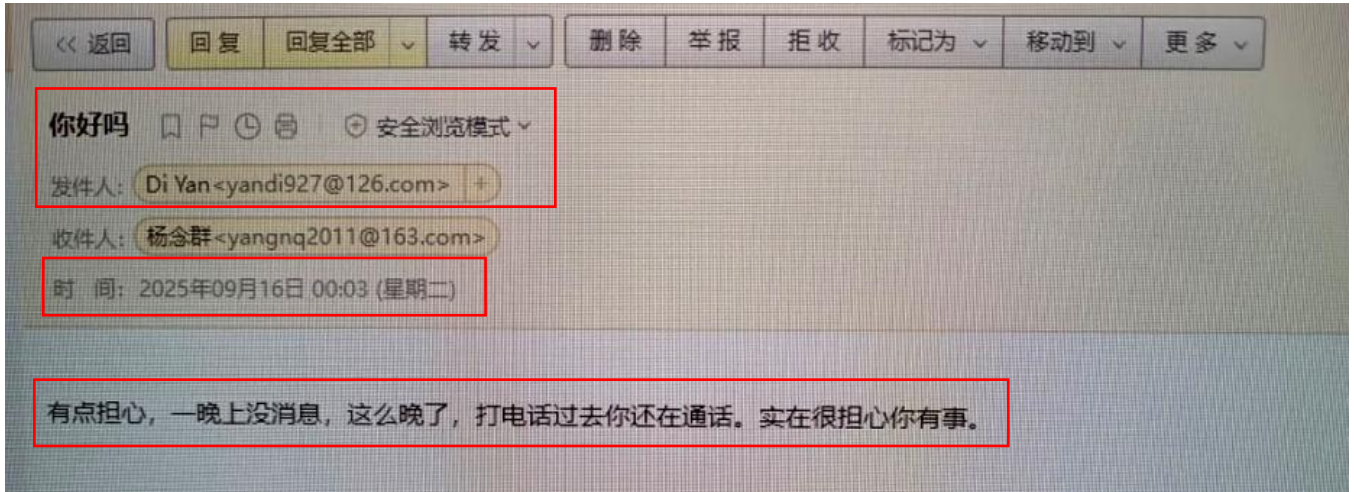 << 返回 回复 回复全部 转发 删除 举报 拒收 标记为 移动到 更多
你好吗 安全浏览模式
发件人: Di Yan<yandi927@126.com> +
收件人: 杨念群<yangnq2011@163.com>
时 间: 2025年09月16日 00:03 (星期二)
有点担心，一晚上没消息，这么晚了，打电话过去你还在通话。实在很担心你有事。